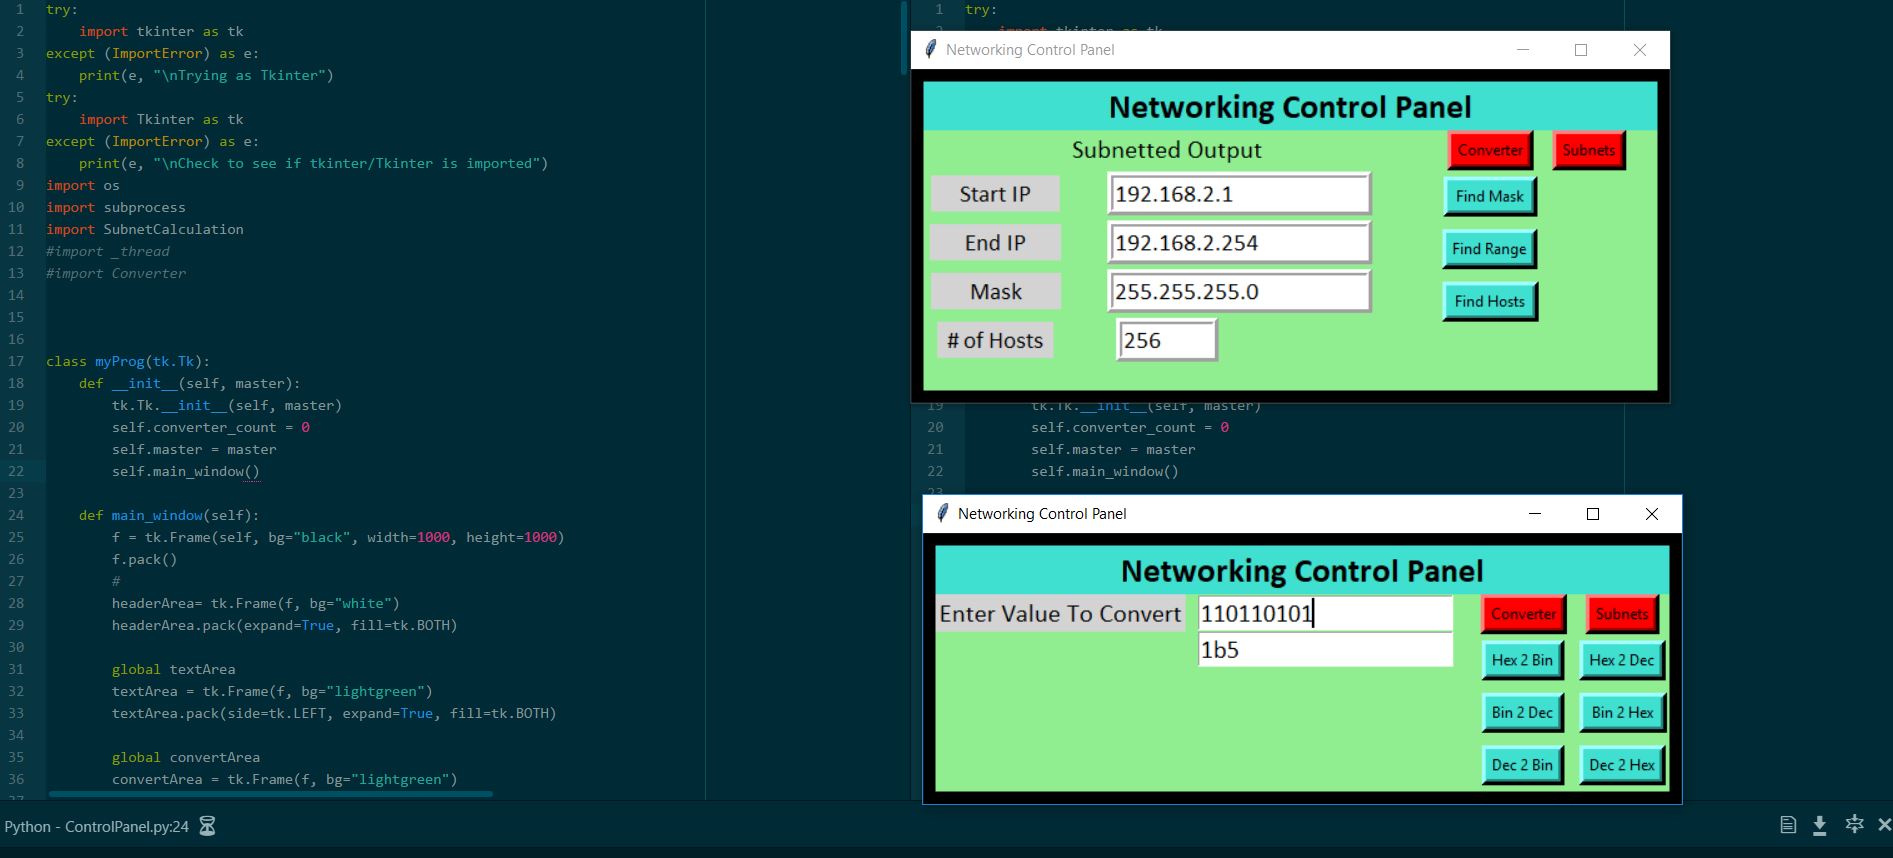 1 try:
2 import tkinter as tk
3 except (ImportError) as e:
4 print(e, "\nTrying as Tkinter")
5 try:
6 import Tkinter as tk
7 except (ImportError) as e:
8 print(e, "\nCheck to see if tkinter/Tkinter is imported")
9 import os
10 import subprocess
11 import SubnetCalculation
12 #import _thread
13 #import Converter
14
15
16
17 class myProg(tk.Tk):
18 def __init__(self, master):
19 tk.Tk.__init__(self, master)
20 self.converter_count = 0
21 self.master = master
22 self.main_window()
23
24 def main_window(self):
25 f = tk.Frame(self, bg="black", width=1000, height=1000)
26 f.pack()
27 #
28 headerArea= tk.Frame(f, bg="white")
29 headerArea.pack(expand=True, fill=tk.BOTH)
30
31 global textArea
32 textArea = tk.Frame(f, bg="lightgreen")
33 textArea.pack(side=tk.LEFT, expand=True, fill=tk.BOTH)
34
35 global convertArea
36 convertArea = tk.Frame(f, bg="lightgreen")
1 try:
Networking Control Panel
Networking Control Panel
Subnetted Output Converter Subnets
Start IP 192.168.2.1 Find Mask
End IP 192.168.2.254 Find Range
Mask 255.255.255.0 Find Hosts
# of Hosts 256
19 tk.Tk.__init__(self, master)
20 self.converter_count = 0
21 self.master = master
22 self.main_window()
23
Networking Control Panel
Networking Control Panel
Enter Value To Convert 110110101 Converter Subnets
1b5 Hex 2 Bin Hex 2 Dec
Bin 2 Dec Bin 2 Hex
Dec 2 Bin Dec 2 Hex
Python - ControlPanel.py:24